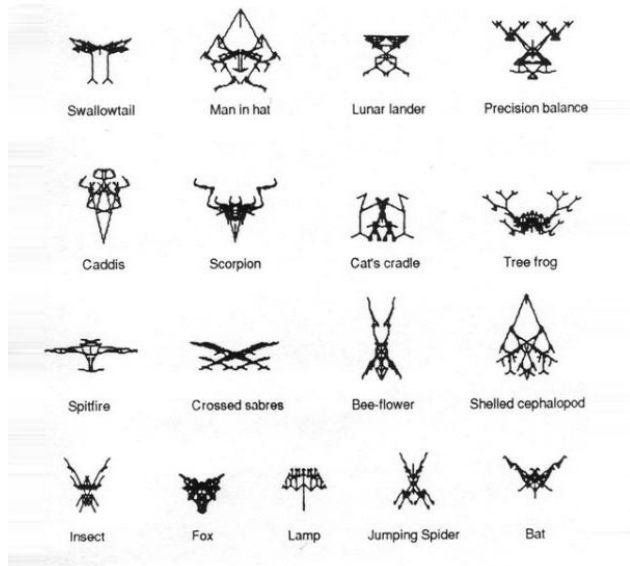 Swallowtail
Man in hat
Lunar lander
Precision balance
Caddis
Scorpion
Cat's cradle
Tree frog
Spitfire
Crossed sabres
Bee-flower
Shelled cephalopod
Insect
Fox
Lamp
Jumping Spider
Bat